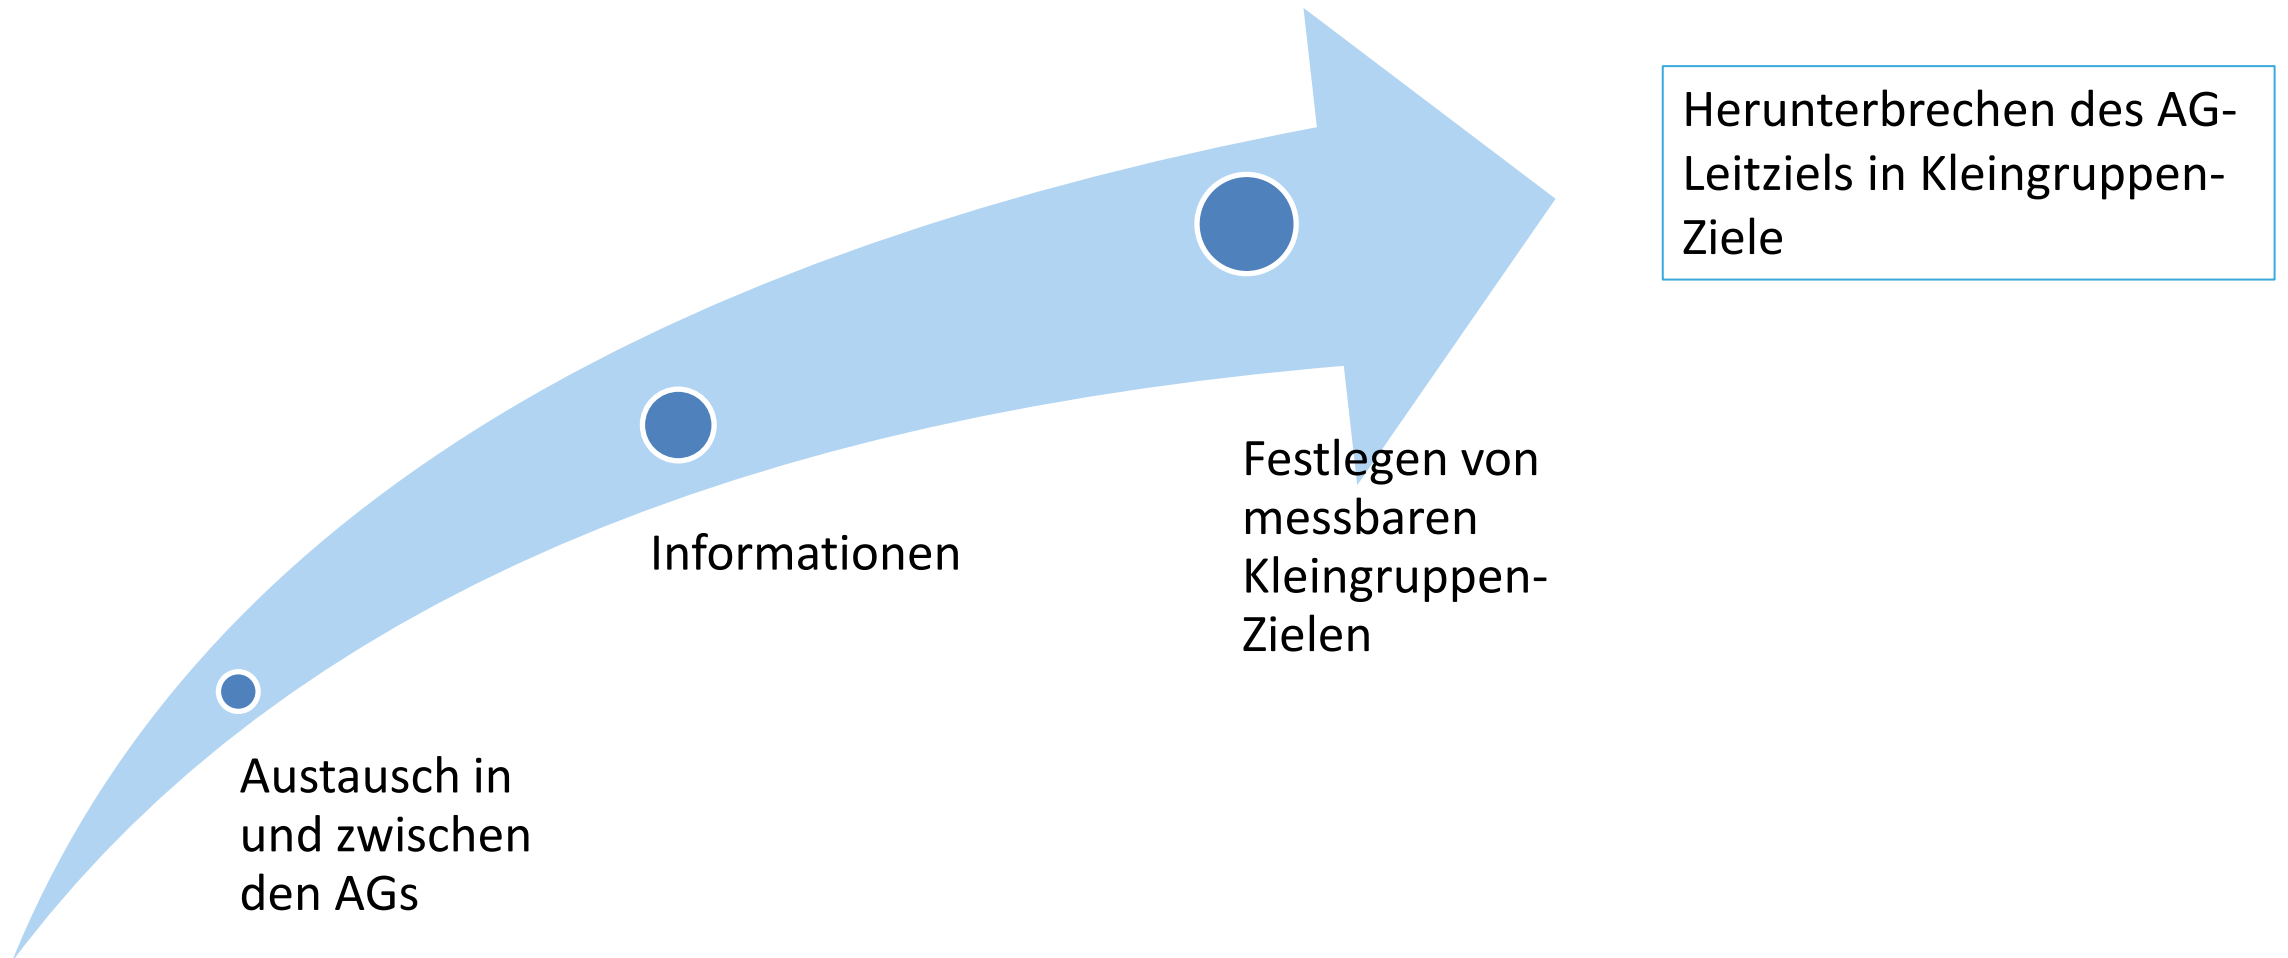 Herunterbrechen des AG-
Leitziels in Kleingruppen-
Ziele
Festlegen von
messbaren
Kleingruppen-
Zielen
Informationen
Austausch in
und zwischen
den AGs